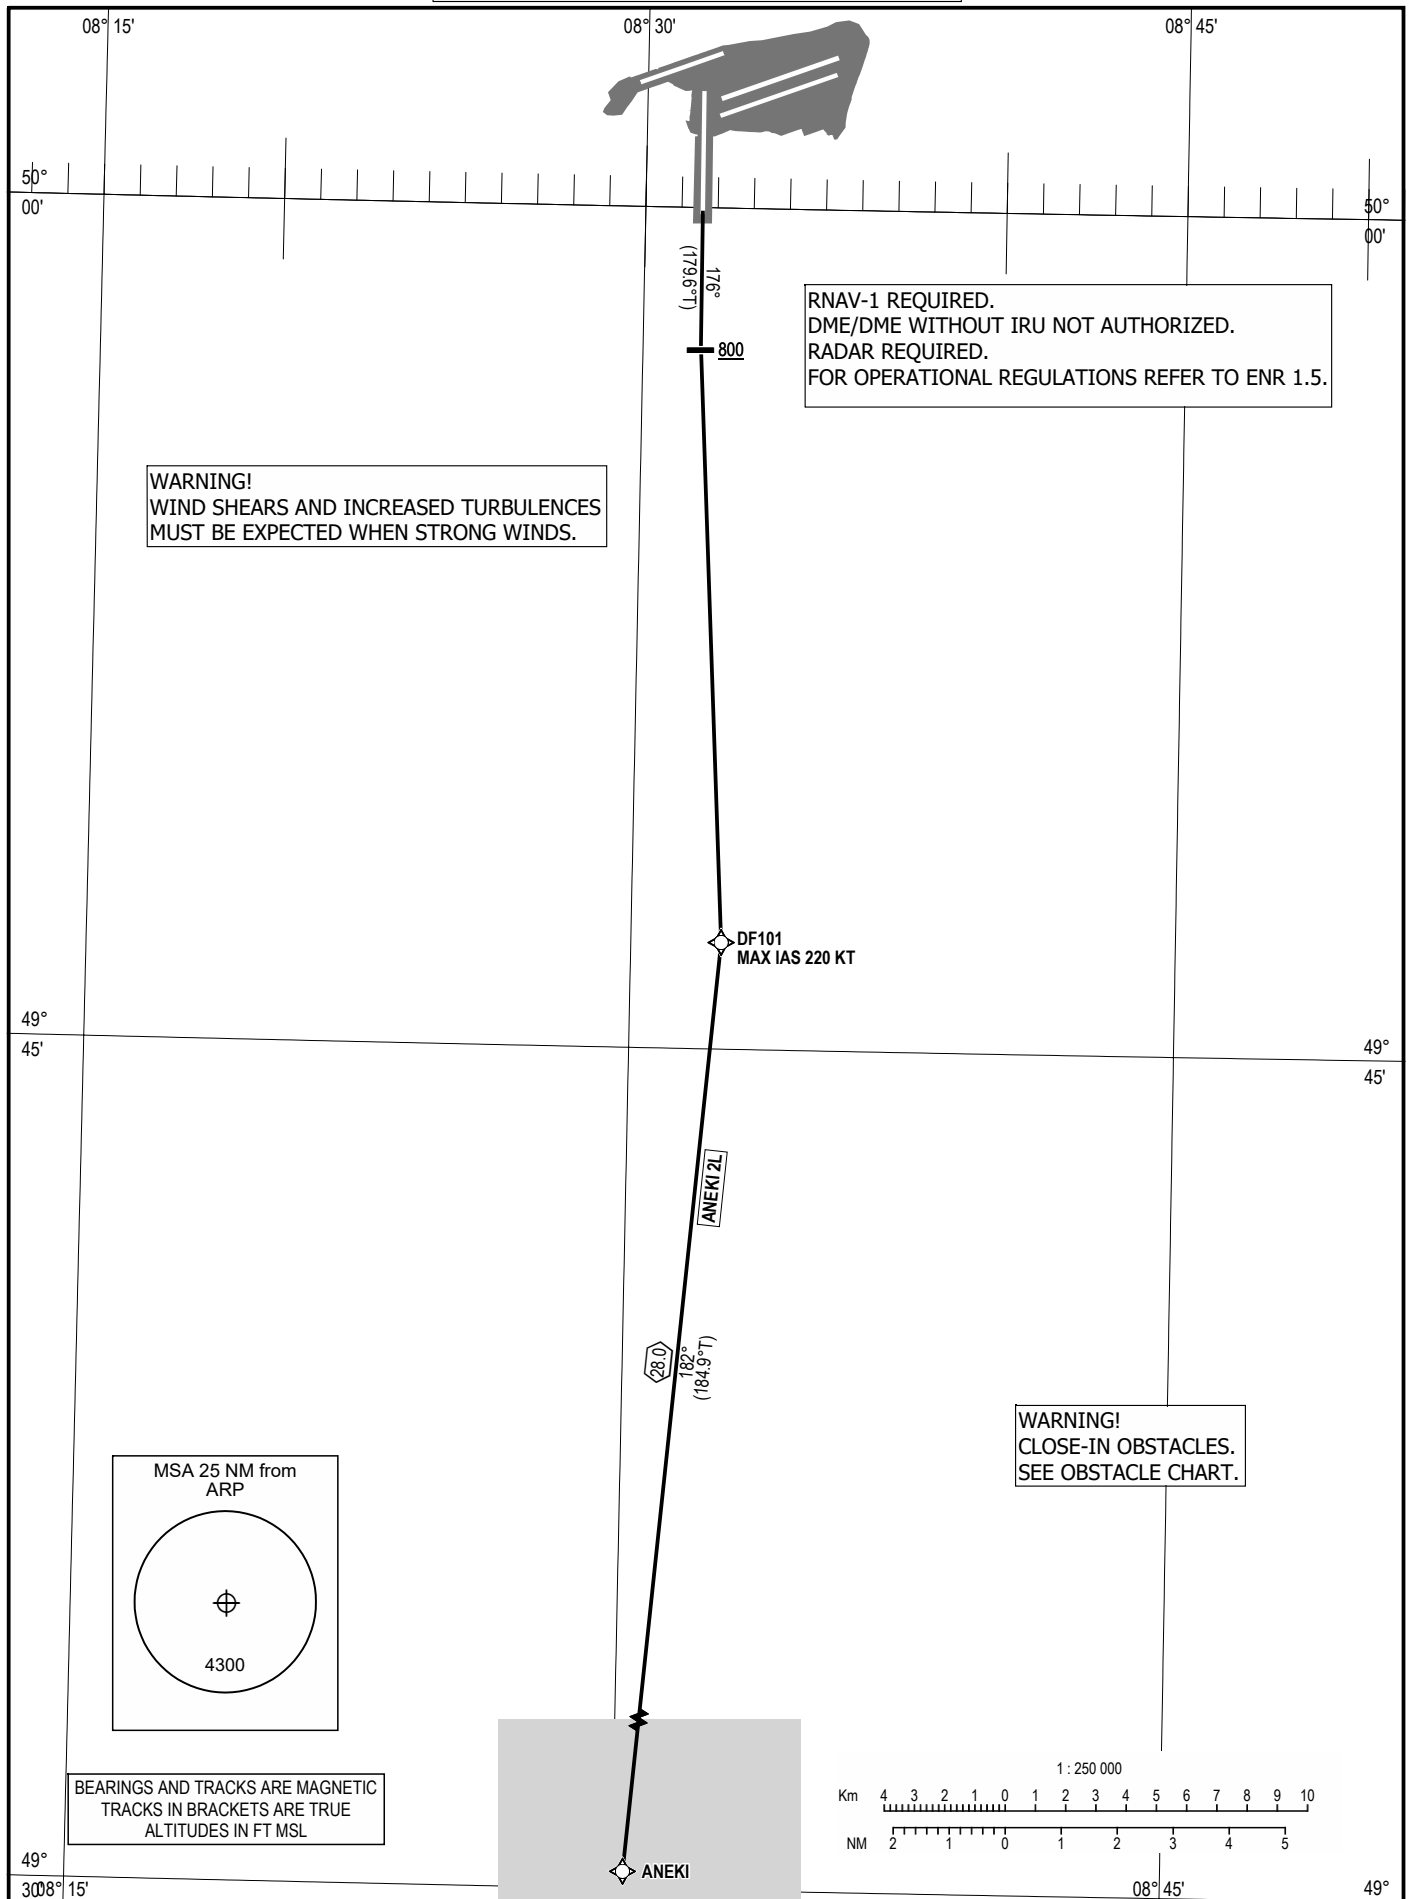 08° 15'
08° 30'
08° 45'
50°
00'
50°
00'
176°
(179.6°T)
RNAV-1 REQUIRED.
DME/DME WITHOUT IRU NOT AUTHORIZED.
RADAR REQUIRED.
FOR OPERATIONAL REGULATIONS REFER TO ENR 1.5.
800
WARNING!
WIND SHEARS AND INCREASED TURBULENCES
MUST BE EXPECTED WHEN STRONG WINDS.
DF101
MAX IAS 220 KT
49°
45'
49°
45'
ANEKI 2L
28.0
182°
(184.9°T)
WARNING!
CLOSE-IN OBSTACLES.
SEE OBSTACLE CHART.
MSA 25 NM from
ARP
4300
1 : 250 000
Km 4 3 2 1 0 1 2 3 4 5 6 7 8 9 10
NM 2 1 0 1 2 3 4 5
BEARINGS AND TRACKS ARE MAGNETIC
TRACKS IN BRACKETS ARE TRUE
ALTITUDES IN FT MSL
ANEKI
49°
30'
08° 15'
08° 45'
49°